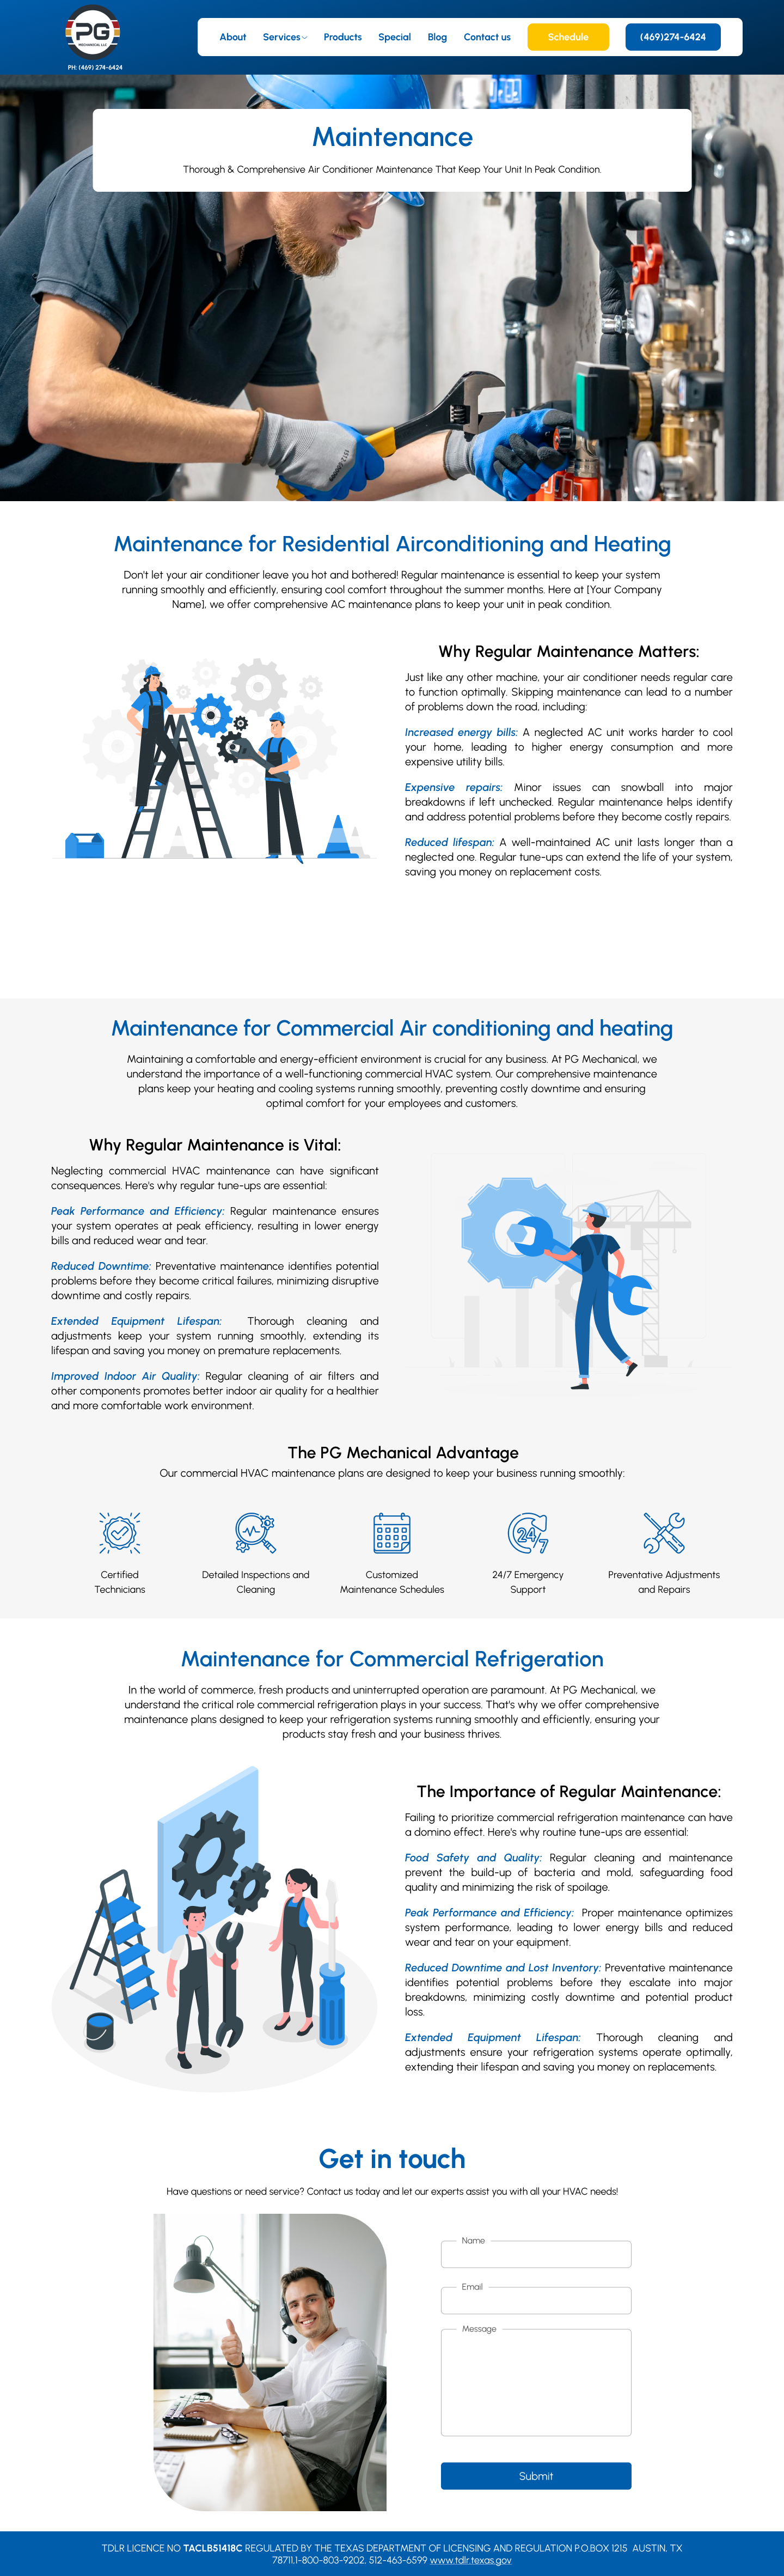 PG
MECHANICAL LLC
PH: (469) 274-6424
About Services Products Special Blog Contact us Schedule (469)274-6424
Maintenance
Thorough & Comprehensive Air Conditioner Maintenance That Keep Your Unit In Peak Condition.
Maintenance for Residential Airconditioning and Heating
Don't let your air conditioner leave you hot and bothered! Regular maintenance is essential to keep your system
running smoothly and efficiently, ensuring cool comfort throughout the summer months. Here at [Your Company
Name], we offer comprehensive AC maintenance plans to keep your unit in peak condition.
Why Regular Maintenance Matters:
Just like any other machine, your air conditioner needs regular care
to function optimally. Skipping maintenance can lead to a number
of problems down the road, including:
Increased energy bills: A neglected AC unit works harder to cool
your home, leading to higher energy consumption and more
expensive utility bills.
Expensive repairs: Minor issues can snowball into major
breakdowns if left unchecked. Regular maintenance helps identify
and address potential problems before they become costly repairs.
Reduced lifespan: A well-maintained AC unit lasts longer than a
neglected one. Regular tune-ups can extend the life of your system,
saving you money on replacement costs.
Maintenance for Commercial Air conditioning and heating
Maintaining a comfortable and energy-efficient environment is crucial for any business. At PG Mechanical, we
understand the importance of a well-functioning commercial HVAC system. Our comprehensive maintenance
plans keep your heating and cooling systems running smoothly, preventing costly downtime and ensuring
optimal comfort for your employees and customers.
Why Regular Maintenance is Vital:
Neglecting commercial HVAC maintenance can have significant
consequences. Here's why regular tune-ups are essential:
Peak Performance and Efficiency: Regular maintenance ensures
your system operates at peak efficiency, resulting in lower energy
bills and reduced wear and tear.
Reduced Downtime: Preventative maintenance identifies potential
problems before they become critical failures, minimizing disruptive
downtime and costly repairs.
Extended Equipment Lifespan: Thorough cleaning and
adjustments keep your system running smoothly, extending its
lifespan and saving you money on premature replacements.
Improved Indoor Air Quality: Regular cleaning of air filters and
other components promotes better indoor air quality for a healthier
and more comfortable work environment.
The PG Mechanical Advantage
Our commercial HVAC maintenance plans are designed to keep your business running smoothly:
24/7
Certified
Technicians
Detailed Inspections and
Cleaning
Customized
Maintenance Schedules
24/7 Emergency
Support
Preventative Adjustments
and Repairs
Maintenance for Commercial Refrigeration
In the world of commerce, fresh products and uninterrupted operation are paramount. At PG Mechanical, we
understand the critical role commercial refrigeration plays in your success. That's why we offer comprehensive
maintenance plans designed to keep your refrigeration systems running smoothly and efficiently, ensuring your
products stay fresh and your business thrives.
The Importance of Regular Maintenance:
Failing to prioritize commercial refrigeration maintenance can have
a domino effect. Here's why routine tune-ups are essential:
Food Safety and Quality: Regular cleaning and maintenance
prevent the build-up of bacteria and mold, safeguarding food
quality and minimizing the risk of spoilage.
Peak Performance and Efficiency: Proper maintenance optimizes
system performance, leading to lower energy bills and reduced
wear and tear on your equipment.
Reduced Downtime and Lost Inventory: Preventative maintenance
identifies potential problems before they escalate into major
breakdowns, minimizing costly downtime and potential product
loss.
Extended Equipment Lifespan: Thorough cleaning and
adjustments ensure your refrigeration systems operate optimally,
extending their lifespan and saving you money on replacements.
Get in touch
Have questions or need service? Contact us today and let our experts assist you with all your HVAC needs!
Name
Email
Message
Submit
TDLR LICENCE NO TACLB51418C REGULATED BY THE TEXAS DEPARTMENT OF LICENSING AND REGULATION P.O.BOX 1215 AUSTIN, TX
78711.1-800-803-9202, 512-463-6599 www.tdlr.texas.gov